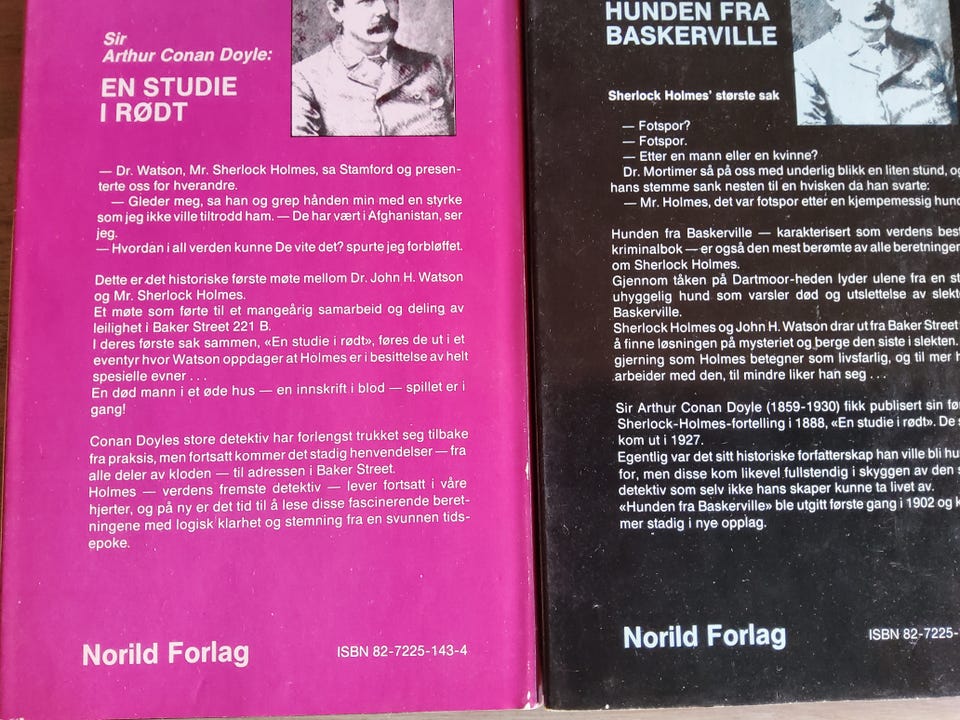 Sir
Arthur Conan Doyle:
EN STUDIE
I RØDT
— Dr. Watson, Mr. Sherlock Holmes, sa Stamford og presen-
terte oss for hverandre.
— Gleder meg, sa han og grep hånden min med en styrke
som jeg ikke ville tiltrodd ham. — De har vært i Afghanistan, ser
jeg.
— Hvordan i all verden kunne De vite det? spurte jeg forbløffet.
Dette er det historiske første møte mellom Dr. John H. Watson
og Mr. Sherlock Holmes.
Et møte som førte til et mangeårig samarbeid og deling av
leilighet i Baker Street 221 B.
I deres første sak sammen, «En studie i rødt», føres de ut i et
eventyr hvor Watson oppdager at Holmes er i besittelse av helt
spesielle evner . . .
En død mann i et øde hus — en innskrift i blod — spillet er i
gang!
Conan Doyles store detektiv har forlengst trukket seg tilbake
fra praksis, men fortsatt kommer det stadig henvendelser — fra
alle deler av kloden — til adressen i Baker Street.
Holmes — verdens fremste detektiv — lever fortsatt i våre
hjerter, og på ny er det tid til å lese disse fascinerende beret-
ningene med logisk klarhet og stemning fra en svunnen tids-
epoke.
Norild Forlag
ISBN 82-7225-143-4
HUNDEN FRA
BASKERVILLE
Sherlock Holmes' største sak
— Fotspor?
— Fotspor.
— Etter en mann eller en kvinne?
Dr. Mortimer så på oss med underlig blikk en liten stund, og
hans stemme sank nesten til en hvisken da han svarte:
— Mr. Holmes, det var fotspor etter en kjempemessig hund
Hunden fra Baskerville — karakterisert som verdens best
kriminalbok — er også den mest berømte av alle beretninger
om Sherlock Holmes.
Gjennom tåken på Dartmoor-heden lyder ulene fra en st
uhyggelig hund som varsler død og utslettelse av slekt
Baskerville.
Sherlock Holmes og John H. Watson drar ut fra Baker Street
å finne løsningen på mysteriet og berge den siste i slekten.
gjerning som Holmes betegner som livsfarlig, og til mer h
arbeider med den, til mindre liker han seg . . .
Sir Arthur Conan Doyle (1859-1930) fikk publisert sin fø
Sherlock-Holmes-fortelling i 1888, «En studie i rødt». De s
kom ut i 1927.
Egentlig var det sitt historiske forfatterskap han ville bli hu
for, men disse kom likevel fullstendig i skyggen av den s
detektiv som selv ikke hans skaper kunne ta livet av.
«Hunden fra Baskerville» ble utgitt første gang i 1902 og k
mer stadig i nye opplag.
Norild Forlag
ISBN 82-7225-